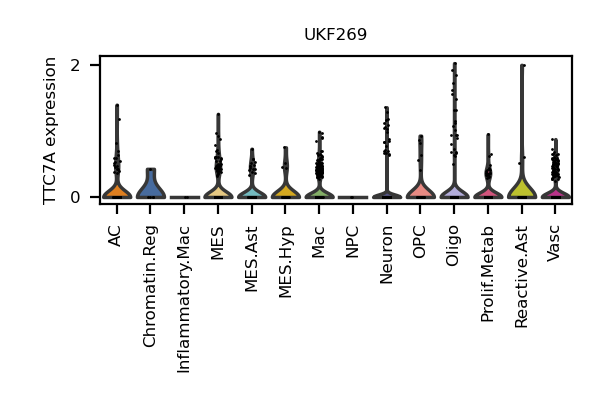 UKF269
TTC7A expression
2
0
AC
Chromatin.Reg
Inflammatory.Mac
MES
MES.Ast
MES.Hyp
Mac
NPC
Neuron
OPC
Oligo
Prolif.Metab
Reactive.Ast
Vasc